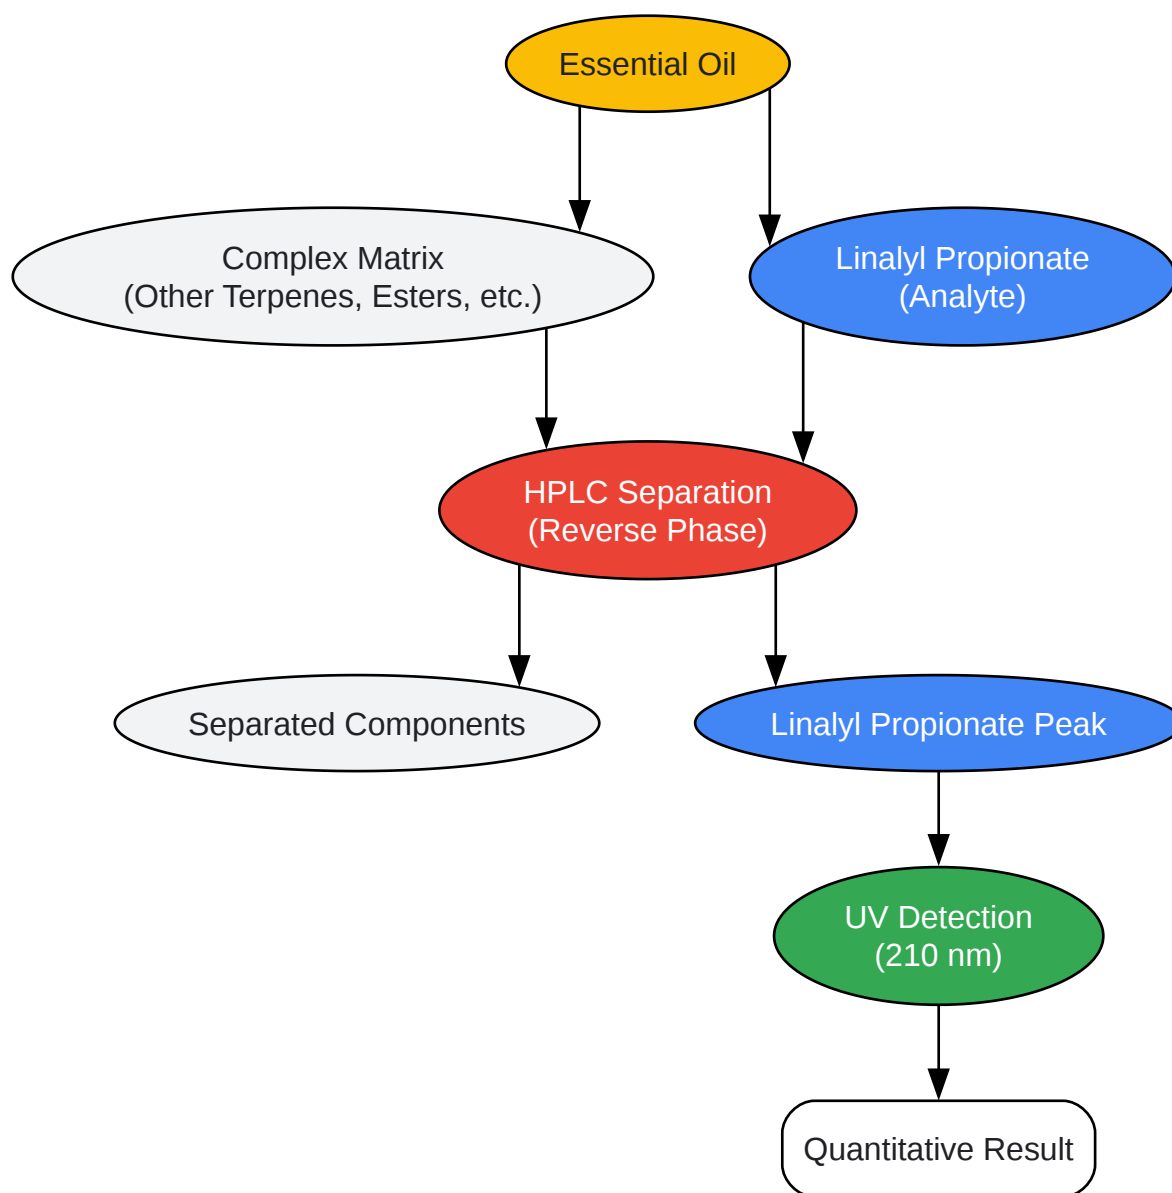 Essential Oil
Complex Matrix
(Other Terpenes, Esters, etc.)
Linalyl Propionate
(Analyte)
HPLC Separation
(Reverse Phase)
Separated Components
Linalyl Propionate Peak
UV Detection
(210 nm)
Quantitative Result